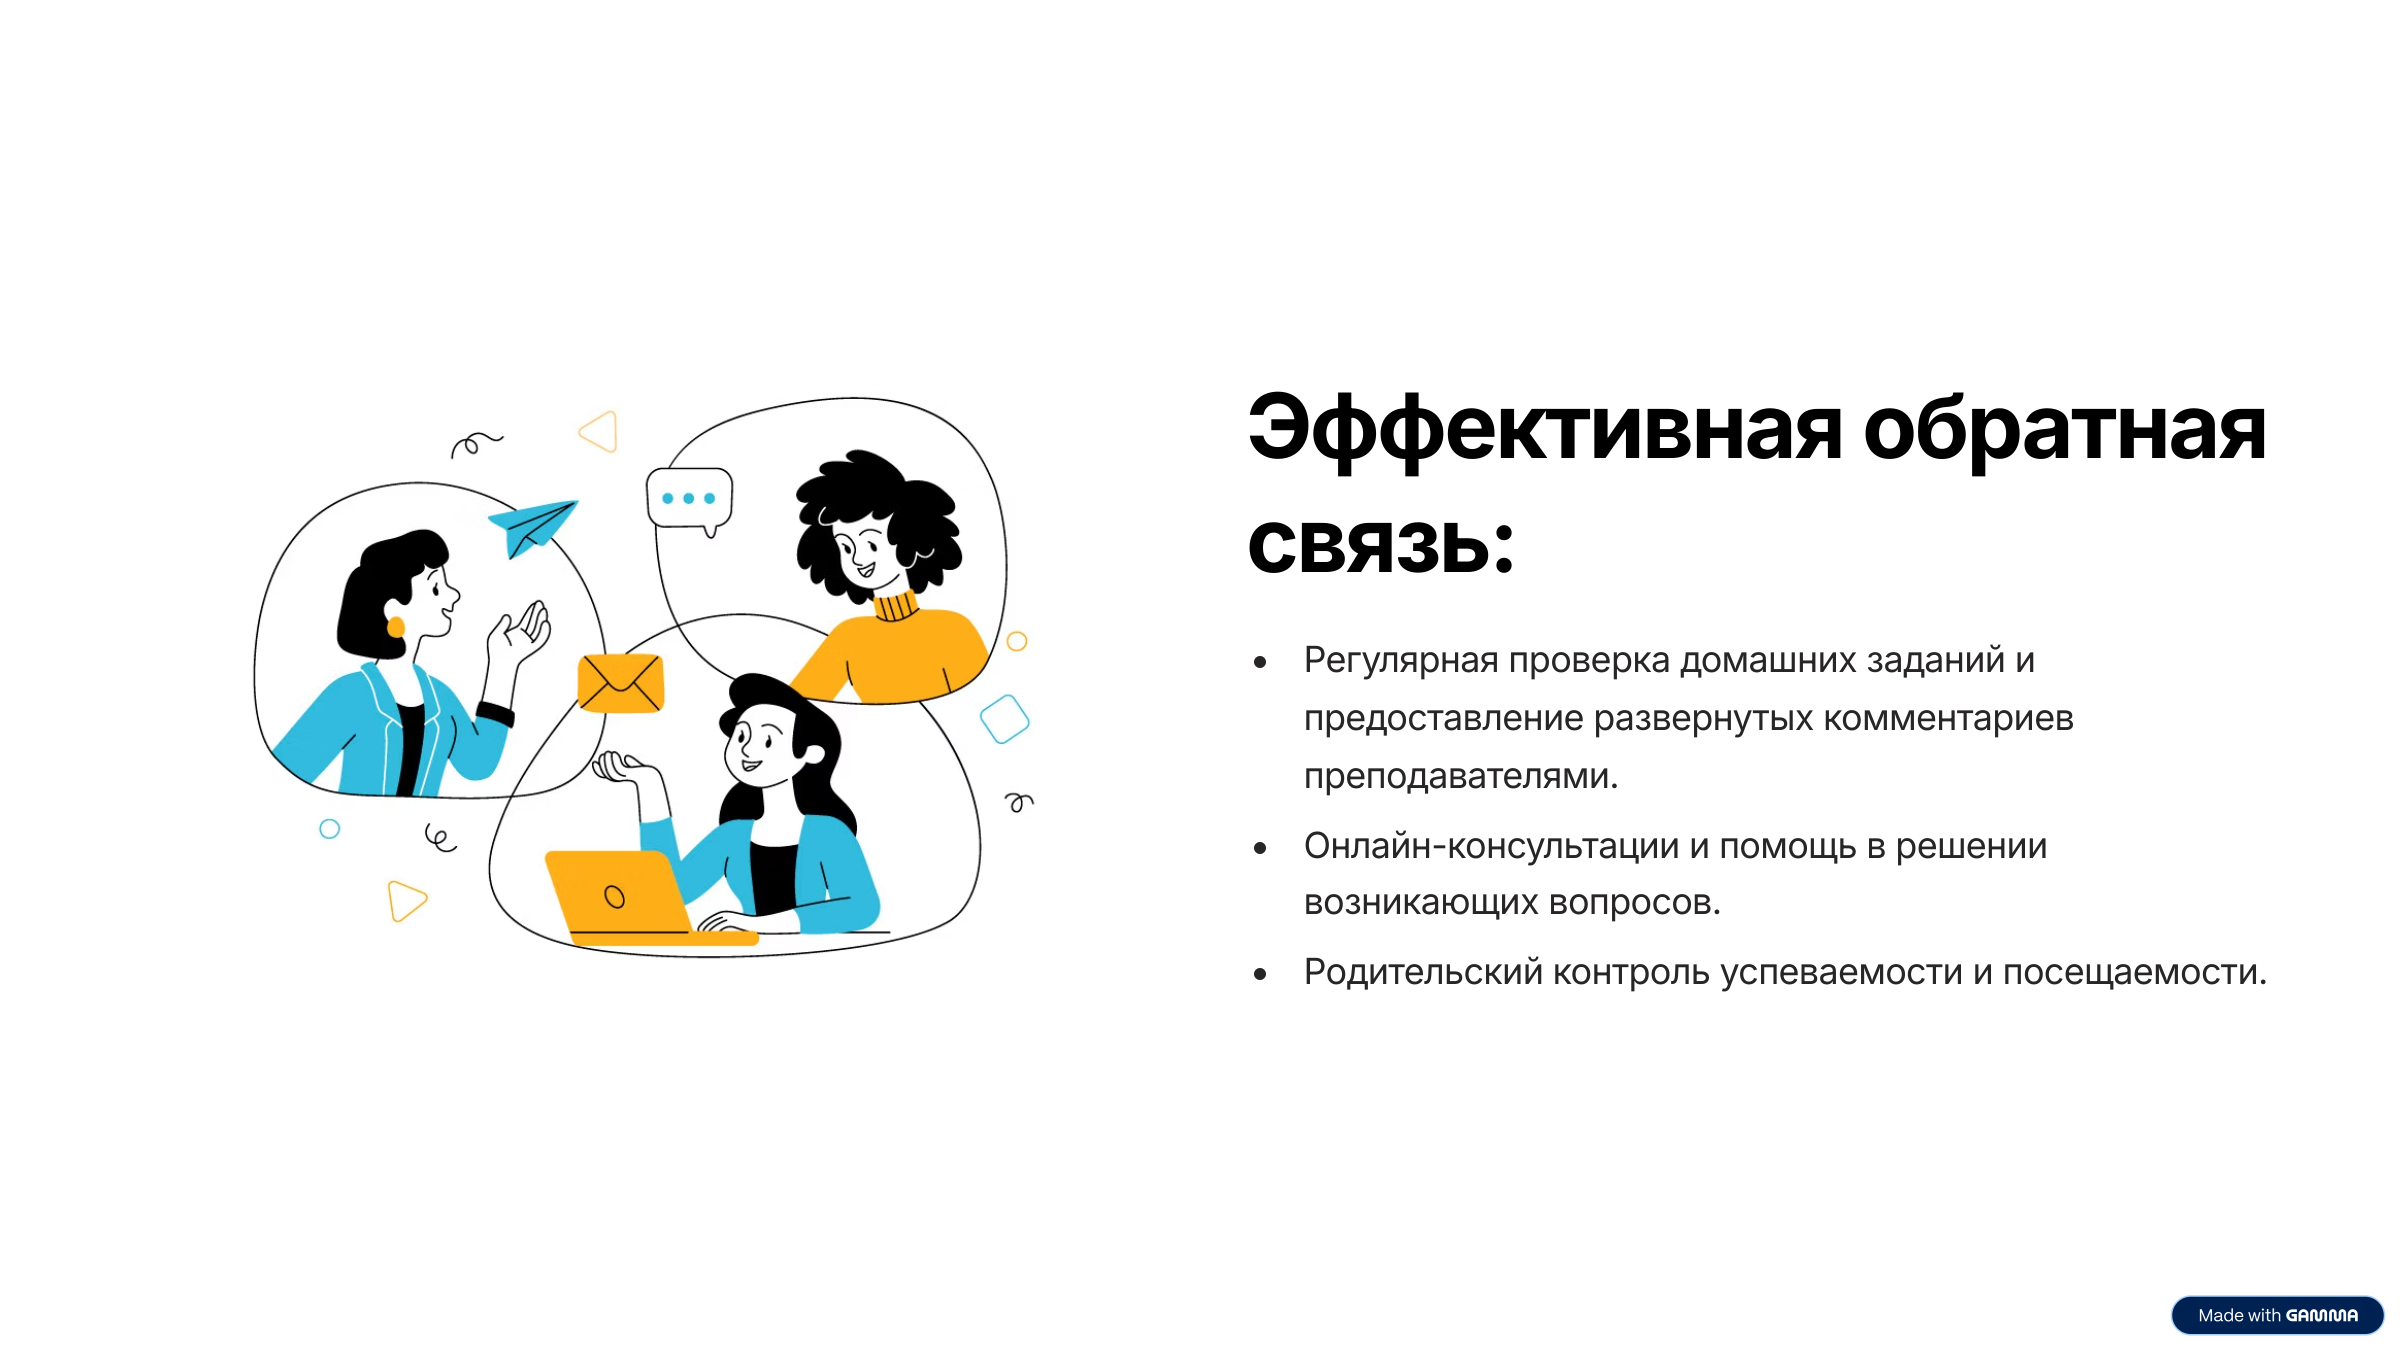 Эффективная обратная
связь:
• Регулярная проверка домашних заданий и
предоставление развернутых комментариев
преподавателями.
• Онлайн-консультации и помощь в решении
возникающих вопросов.
• Родительский контроль успеваемости и посещаемости.
Made with GAMMA